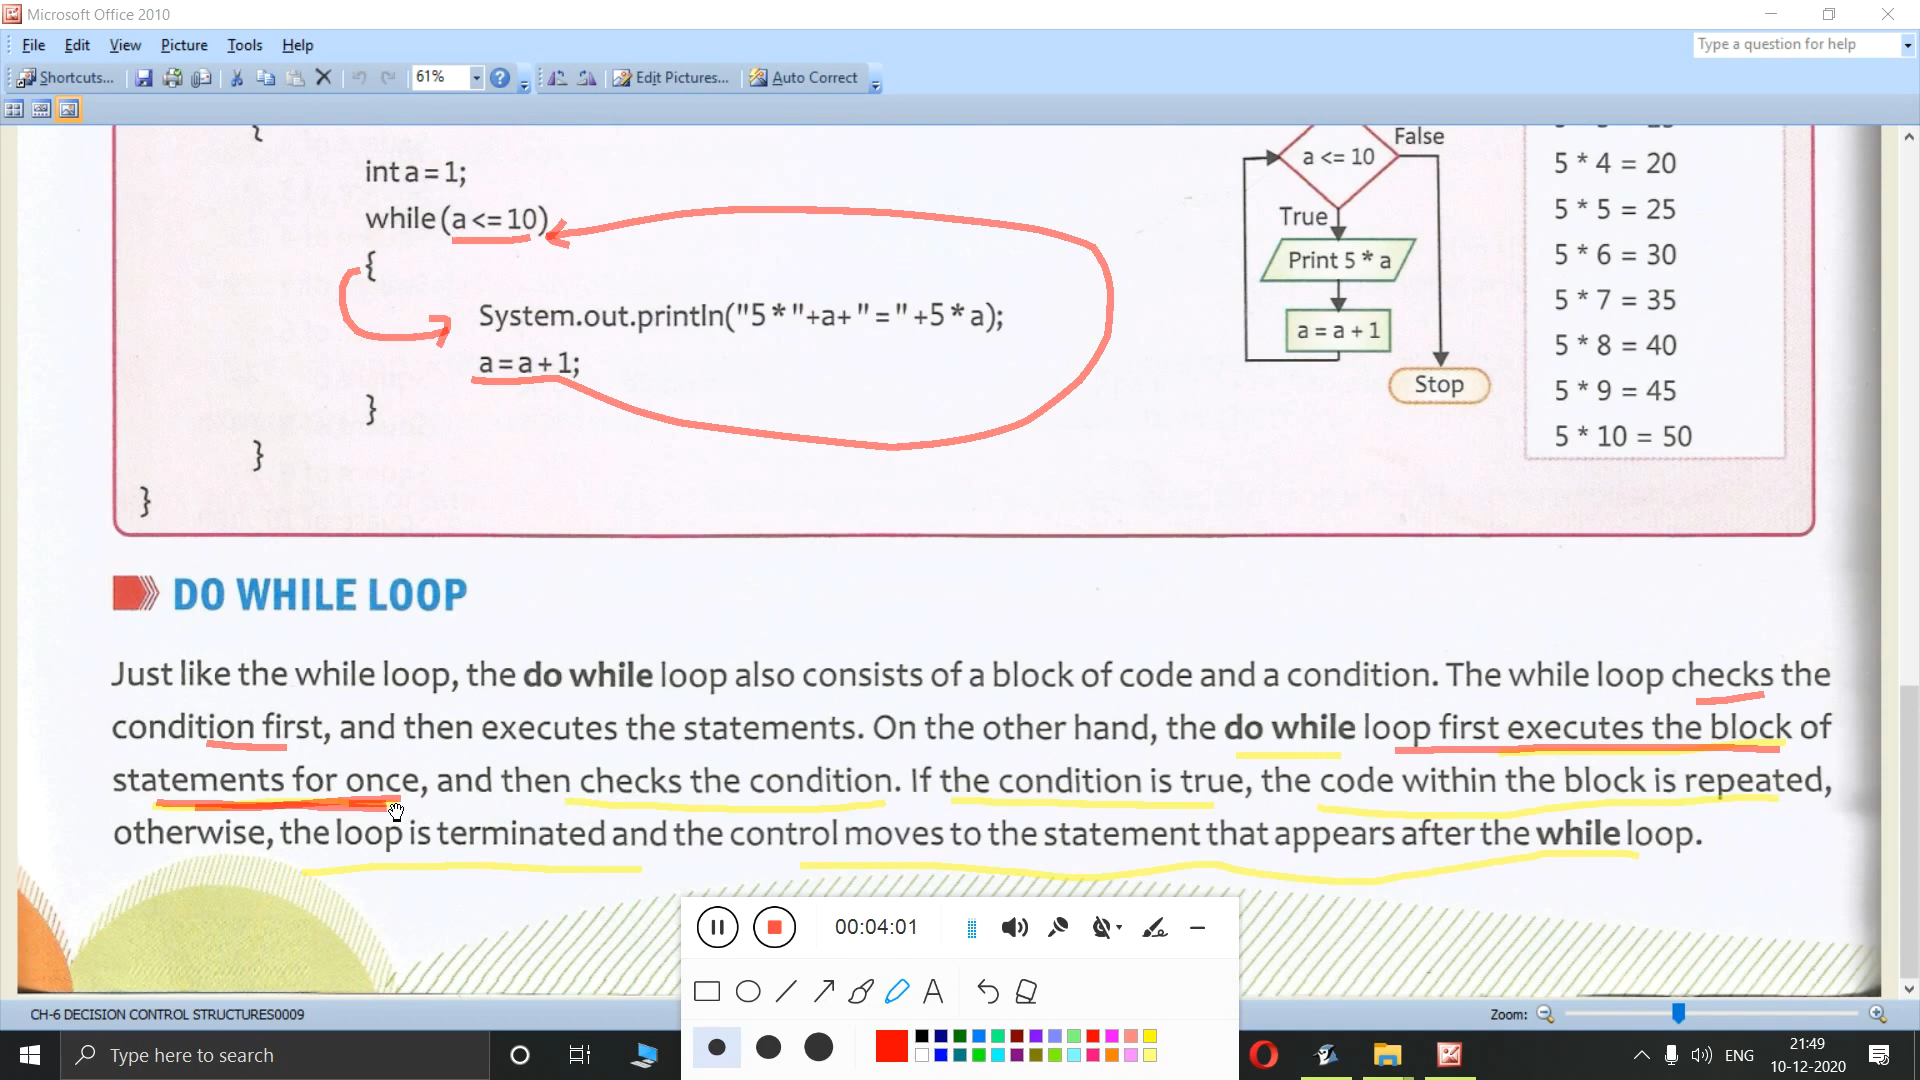 Microsoft Office 2010
File Edit View Picture Tools Help
Type a question for help
Shortcuts... 61% Edit Pictures... Auto Correct
{
int a = 1;
while (a <= 10)
{
System.out.println("5 * "+a+ " = " +5 * a);
a = a + 1;
}
}
}
False
a <= 10
True
Print 5 * a
a = a + 1
Stop
5 * 4 = 20
5 * 5 = 25
5 * 6 = 30
5 * 7 = 35
5 * 8 = 40
5 * 9 = 45
5 * 10 = 50
DO WHILE LOOP
Just like the while loop, the do while loop also consists of a block of code and a condition. The while loop checks the
condition first, and then executes the statements. On the other hand, the do while loop first executes the block of
statements for once, and then checks the condition. If the condition is true, the code within the block is repeated,
otherwise, the loop is terminated and the control moves to the statement that appears after the while loop.
00:04:01
A
CH-6 DECISION CONTROL STRUCTURES0009
Zoom:
Type here to search
ENG
21:49
10-12-2020